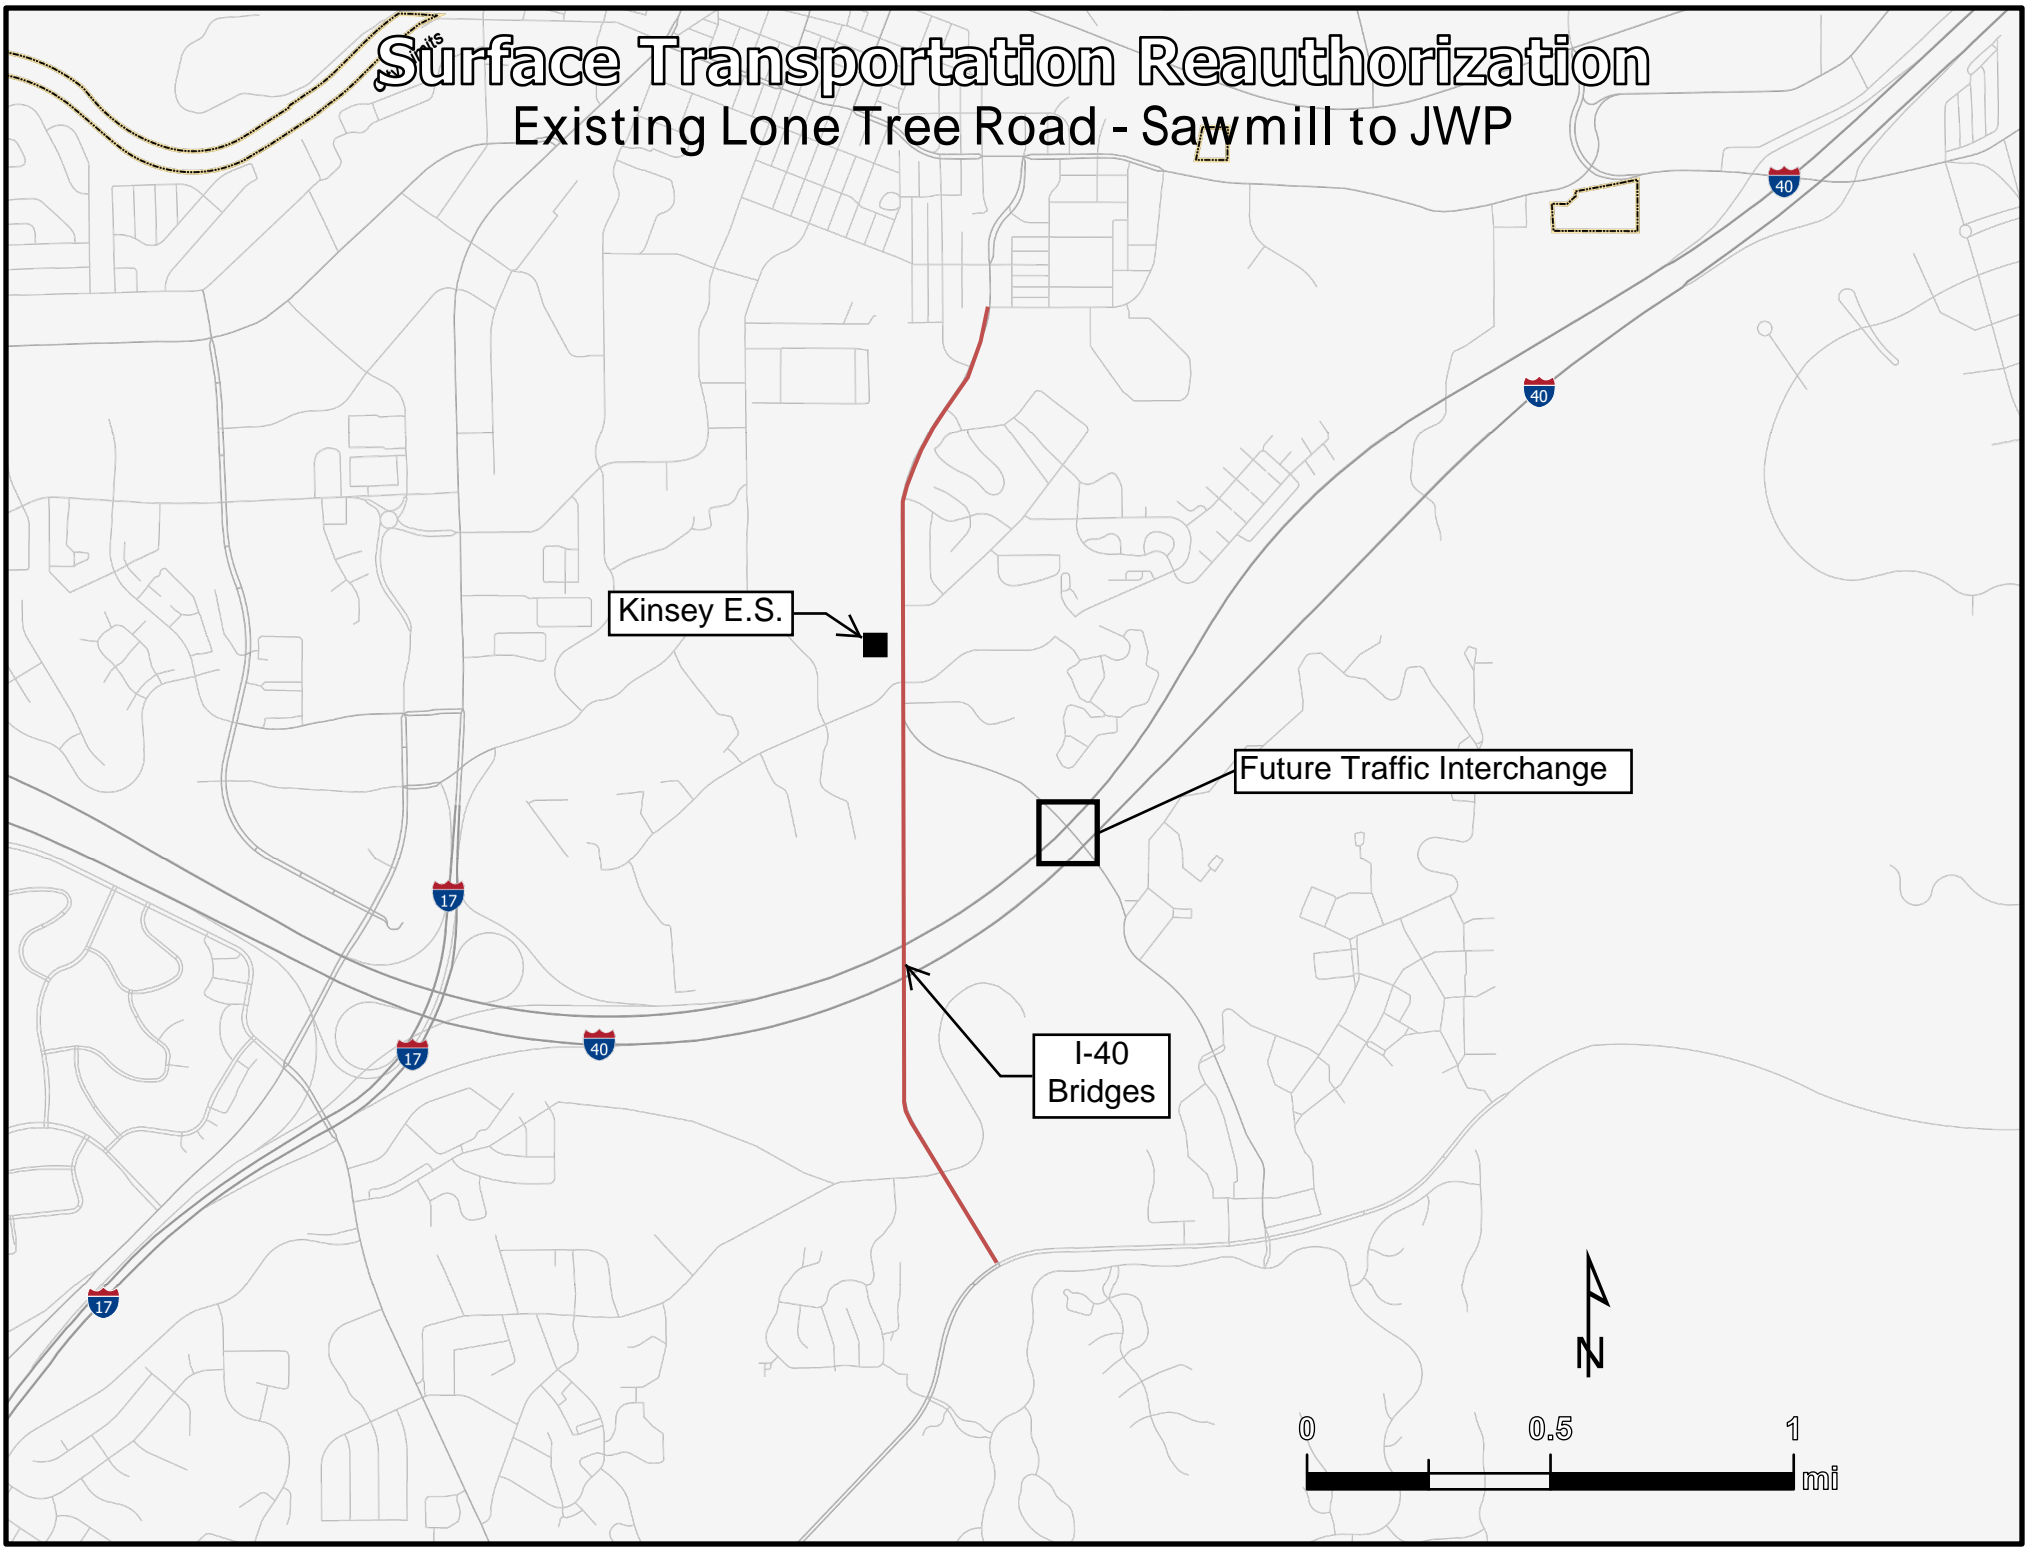 Surface Transportation Reauthorization
Existing Lone Tree Road - Sawmill to JWP
40
40
Kinsey E.S.
Future Traffic Interchange
17
I-40
Bridges
17
40
17
N
0 0.5 1
mi